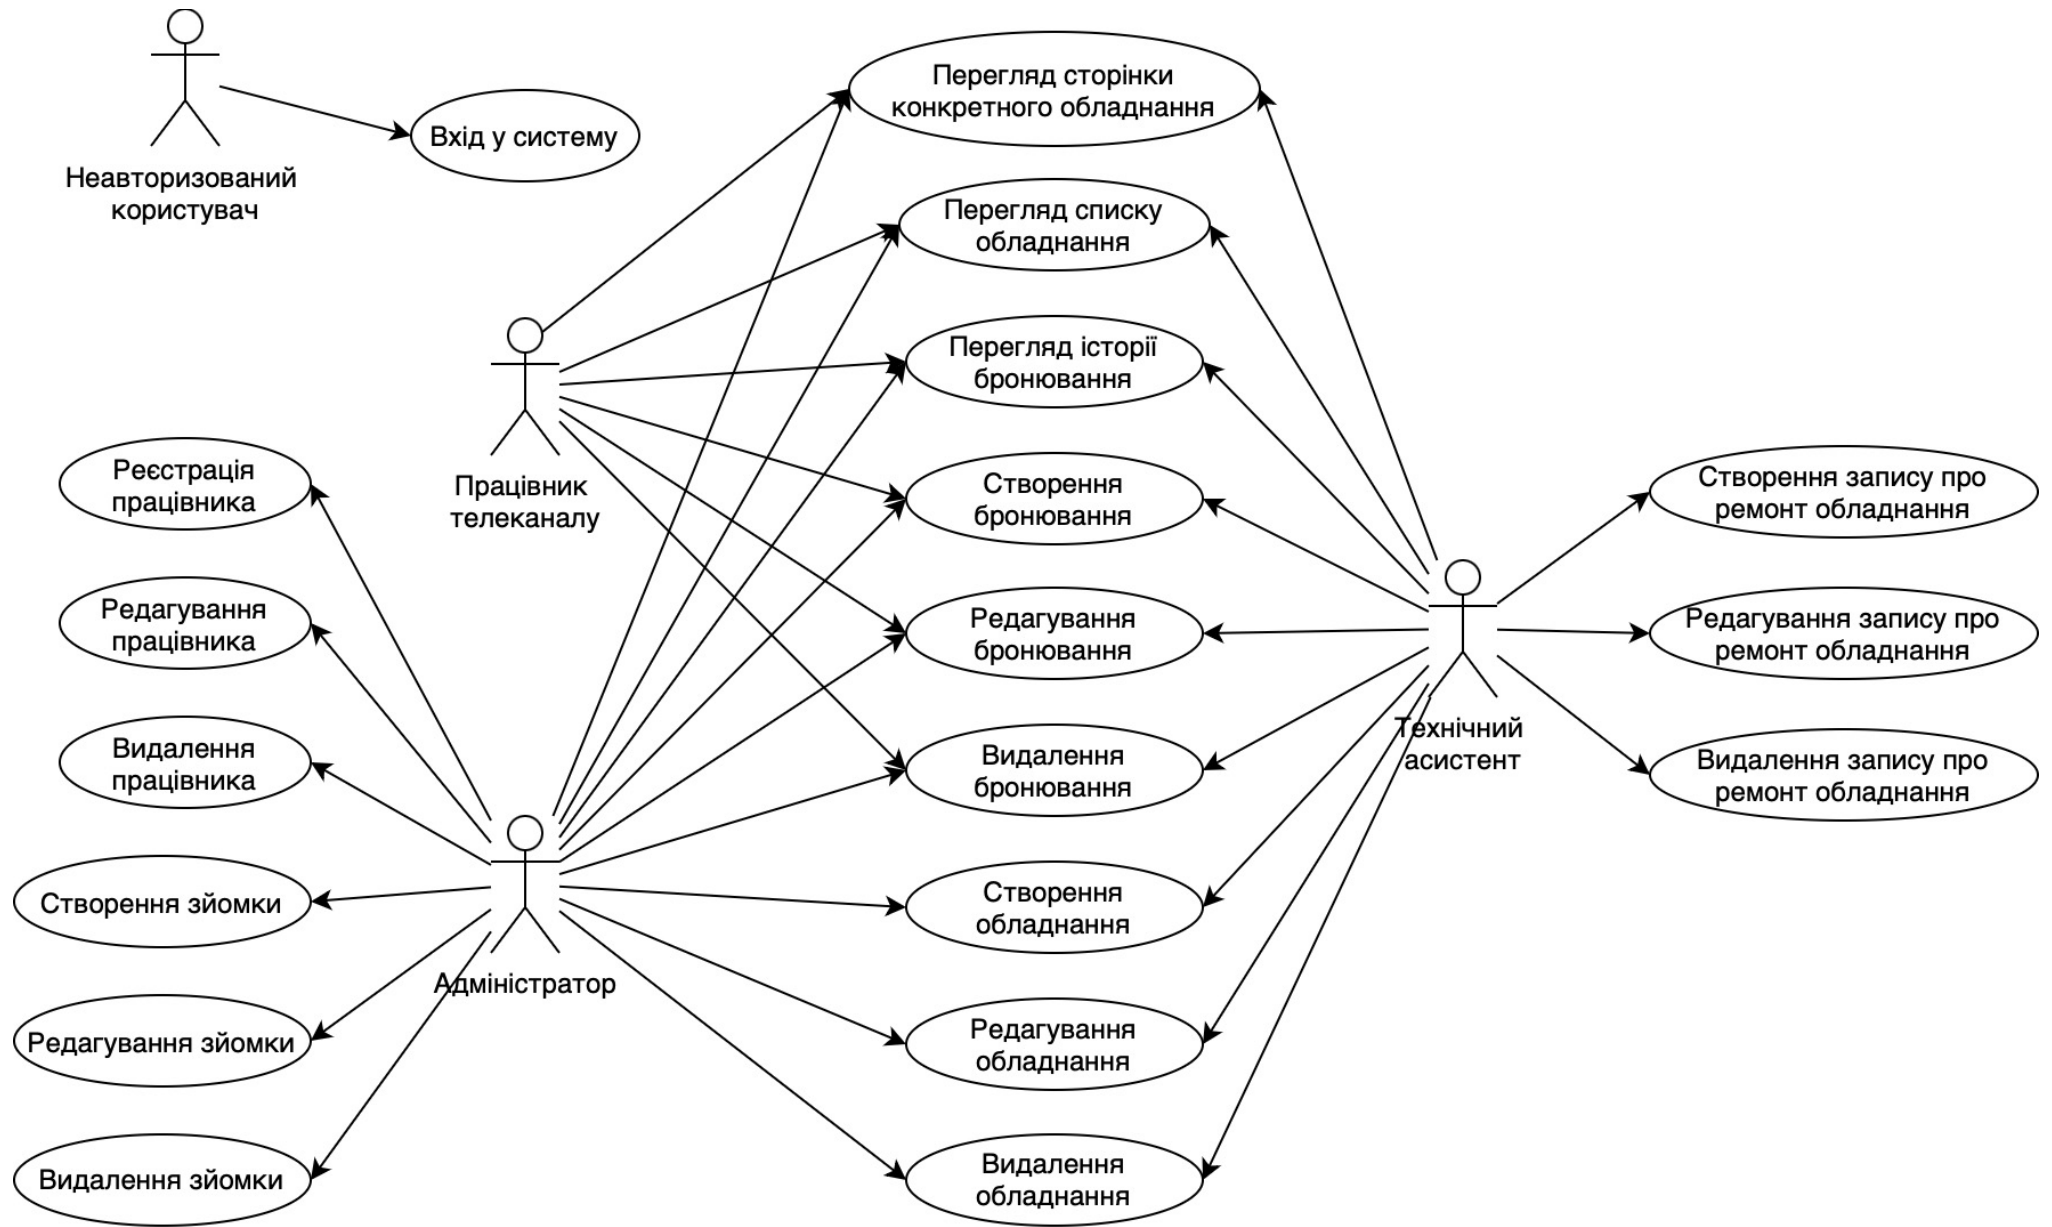 Неавторизований
користувач
Вхід у систему
Перегляд сторінки
конкретного обладнання
Перегляд списку
обладнання
Перегляд історії
бронювання
Працівник
телеканалу
Створення
бронювання
Редагування
бронювання
Видалення
бронювання
Створення
обладнання
Редагування
обладнання
Видалення
обладнання
Реєстрація
працівника
Редагування
працівника
Видалення
працівника
Створення зйомки
Редагування зйомки
Видалення зйомки
Адміністратор
Технічний
асистент
Створення запису про
ремонт обладнання
Редагування запису про
ремонт обладнання
Видалення запису про
ремонт обладнання